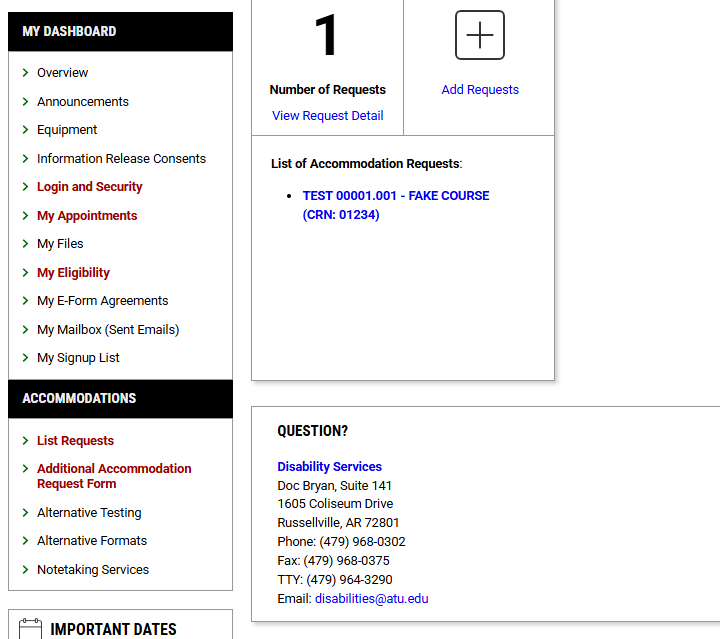 MY DASHBOARD
Overview
Announcements
Equipment
Information Release Consents
Login and Security
My Appointments
My Files
My Eligibility
My E-Form Agreements
My Mailbox (Sent Emails)
My Signup List
ACCOMMODATIONS
List Requests
Additional Accommodation
Request Form
Alternative Testing
Alternative Formats
Notetaking Services
IMPORTANT DATES
1
Number of Requests
View Request Detail
Add Requests
List of Accommodation Requests:
TEST 00001.001 - FAKE COURSE
(CRN: 01234)
QUESTION?
Disability Services
Doc Bryan, Suite 141
1605 Coliseum Drive
Russellville, AR 72801
Phone: (479) 968-0302
Fax: (479) 968-0375
TTY: (479) 964-3290
Email: disabilities@atu.edu